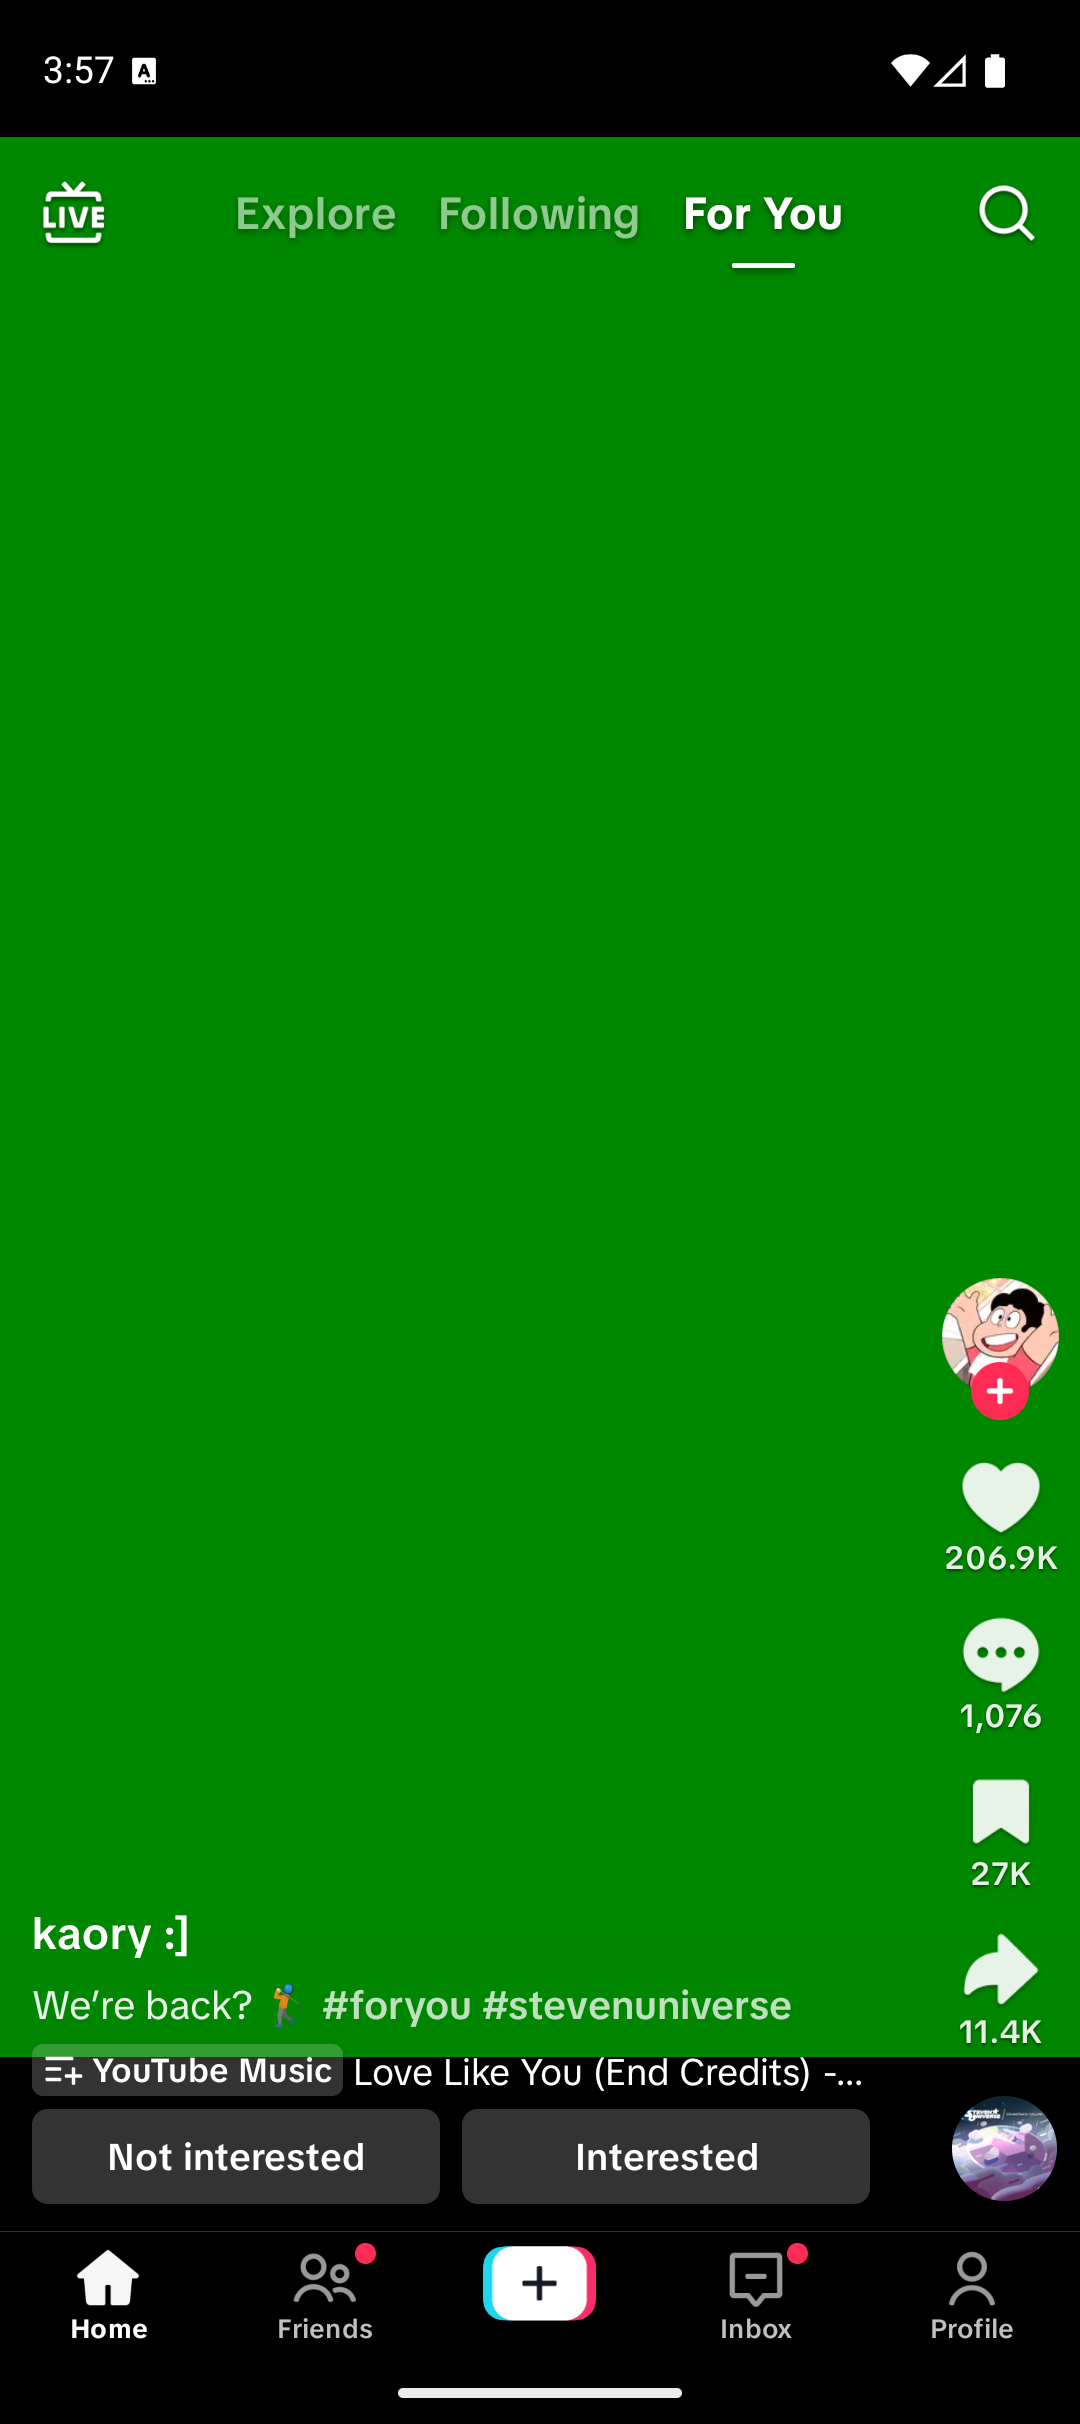 3:57
LIVE
Explore Following For You
206.9K
1,076
27K
11.4K
kaory :]
We're back? 🏌️ #foryou #stevenuniverse
YouTube Music Love Like You (End Credits) -...
Not interested Interested
Home Friends Inbox Profile